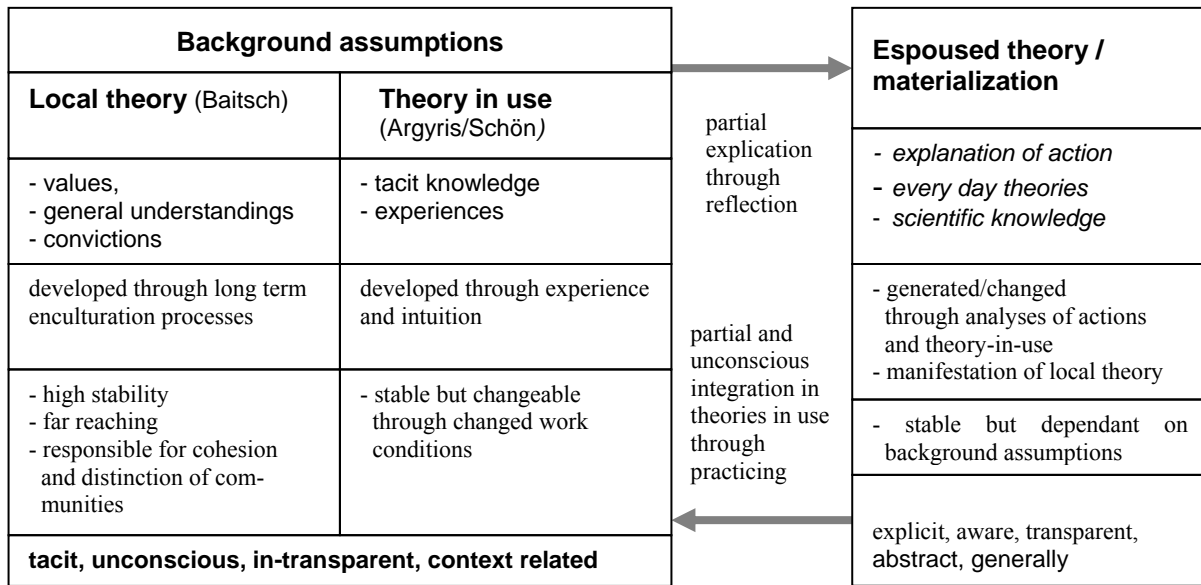 Background assumptions
Local theory (Baitsch)
Theory in use
(Argyris/Schön)
- values,
- general understandings
- convictions
- tacit knowledge
- experiences
developed through long term
enculturation processes
developed through experience
and intuition
- high stability
- far reaching
- responsible for cohesion
and distinction of com-
munities
- stable but changeable
through changed work
conditions
tacit, unconscious, in-transparent, context related
partial
explication
through
reflection
partial and
unconscious
integration in
theories in use
through
practicing
Espoused theory /
materialization
- explanation of action
- every day theories
- scientific knowledge
- generated/changed
through analyses of actions
and theory-in-use
- manifestation of local theory
- stable but dependant on
background assumptions
explicit, aware, transparent,
abstract, generally